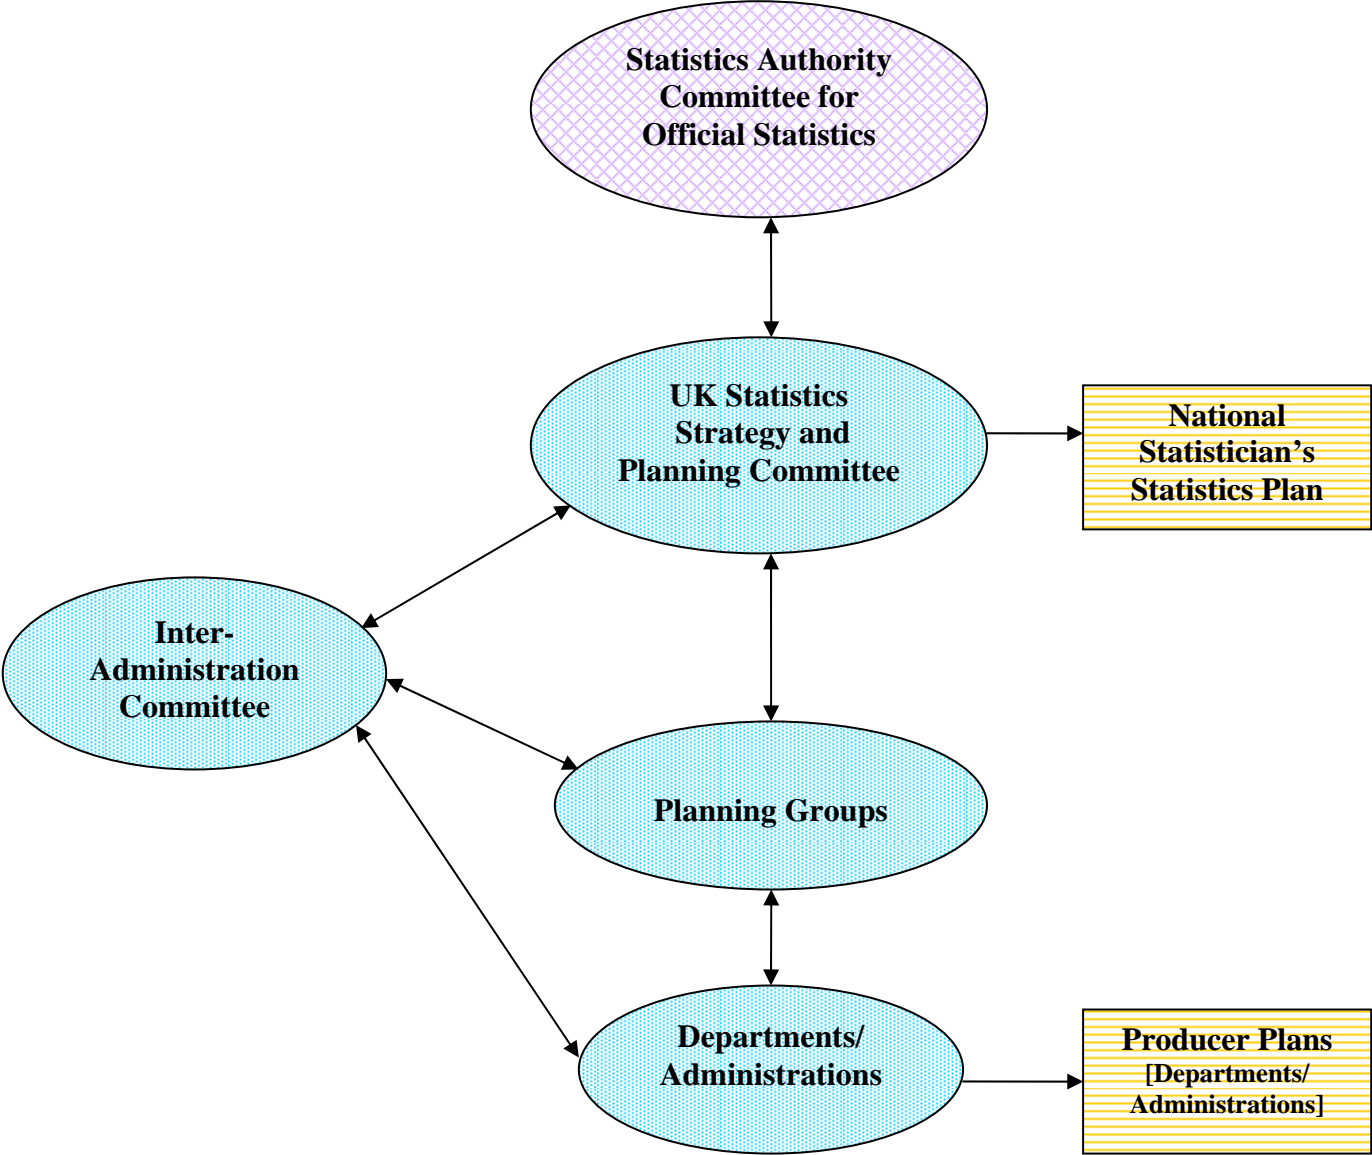 Statistics Authority
Committee for
Official Statistics
UK Statistics
Strategy and
Planning Committee
National
Statistician’s
Statistics Plan
Inter-
Administration
Committee
Planning Groups
Departments/
Administrations
Producer Plans
[Departments/
Administrations]